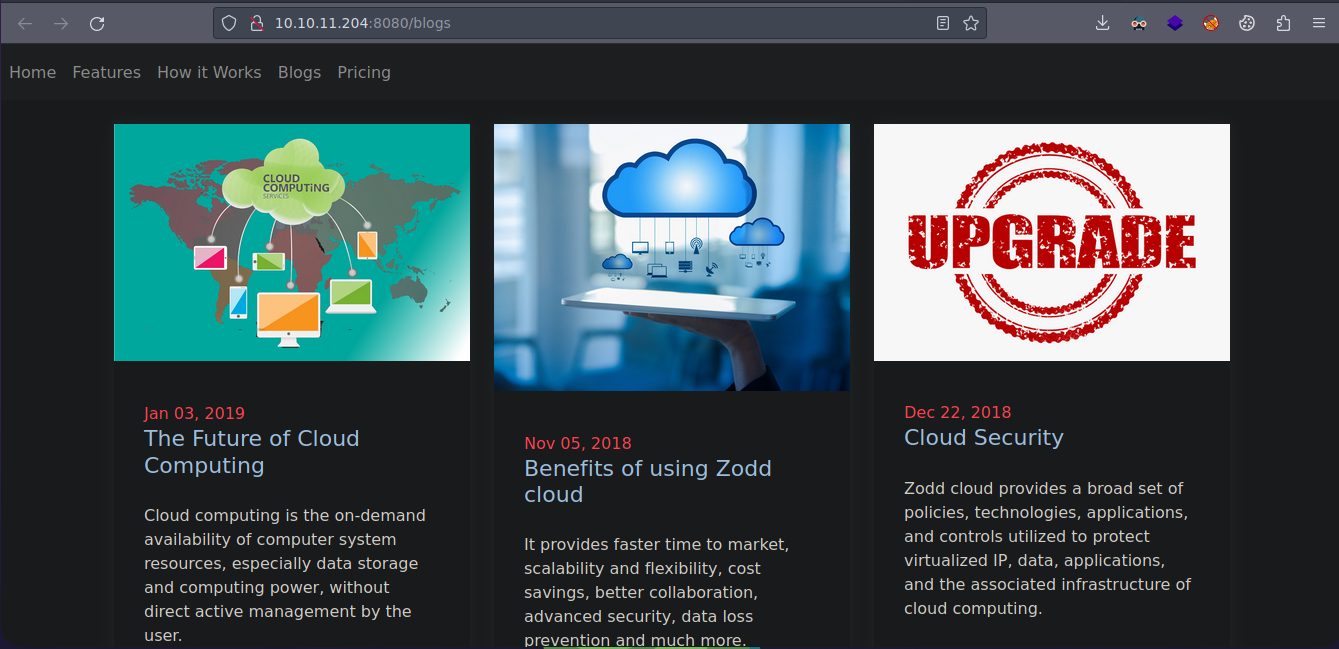 10.10.11.204:8080/blogs
Home Features How it Works Blogs Pricing
CLOUD
COMPUTiNG
SERVICES
UPGRADE
Jan 03, 2019
The Future of Cloud
Computing
Cloud computing is the on-demand
availability of computer system
resources, especially data storage
and computing power, without
direct active management by the
user.
Nov 05, 2018
Benefits of using Zodd
cloud
It provides faster time to market,
scalability and flexibility, cost
savings, better collaboration,
advanced security, data loss
prevention and much more.
Dec 22, 2018
Cloud Security
Zodd cloud provides a broad set of
policies, technologies, applications,
and controls utilized to protect
virtualized IP, data, applications,
and the associated infrastructure of
cloud computing.